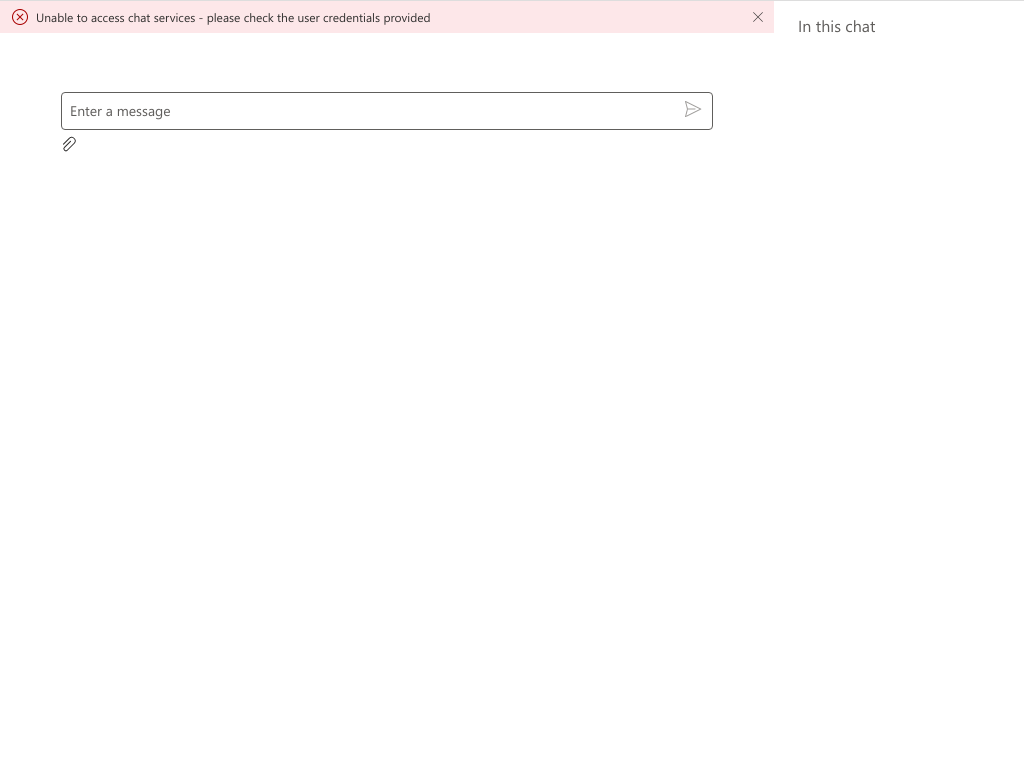 Unable to access chat services - please check the user credentials provided
In this chat
Enter a message